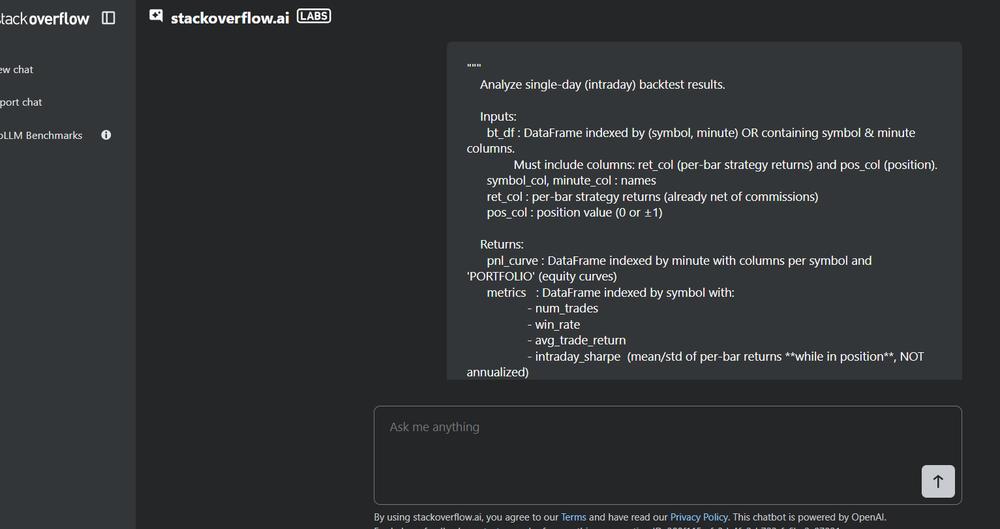 stackoverflow
stackoverflow.ai LABS
ew chat
port chat
LLM Benchmarks
"""
Analyze single-day (intraday) backtest results.
Inputs:
bt_df : DataFrame indexed by (symbol, minute) OR containing symbol & minute
columns.
Must include columns: ret_col (per-bar strategy returns) and pos_col (position).
symbol_col, minute_col : names
ret_col : per-bar strategy returns (already net of commissions)
pos_col : position value (0 or ±1)
Returns:
pnl_curve : DataFrame indexed by minute with columns per symbol and
'PORTFOLIO' (equity curves)
metrics : DataFrame indexed by symbol with:
- num_trades
- win_rate
- avg_trade_return
- intraday_sharpe (mean/std of per-bar returns **while in position**, NOT
annualized)
Ask me anything
By using stackoverflow.ai, you agree to our Terms and have read our Privacy Policy. This chatbot is powered by OpenAI.